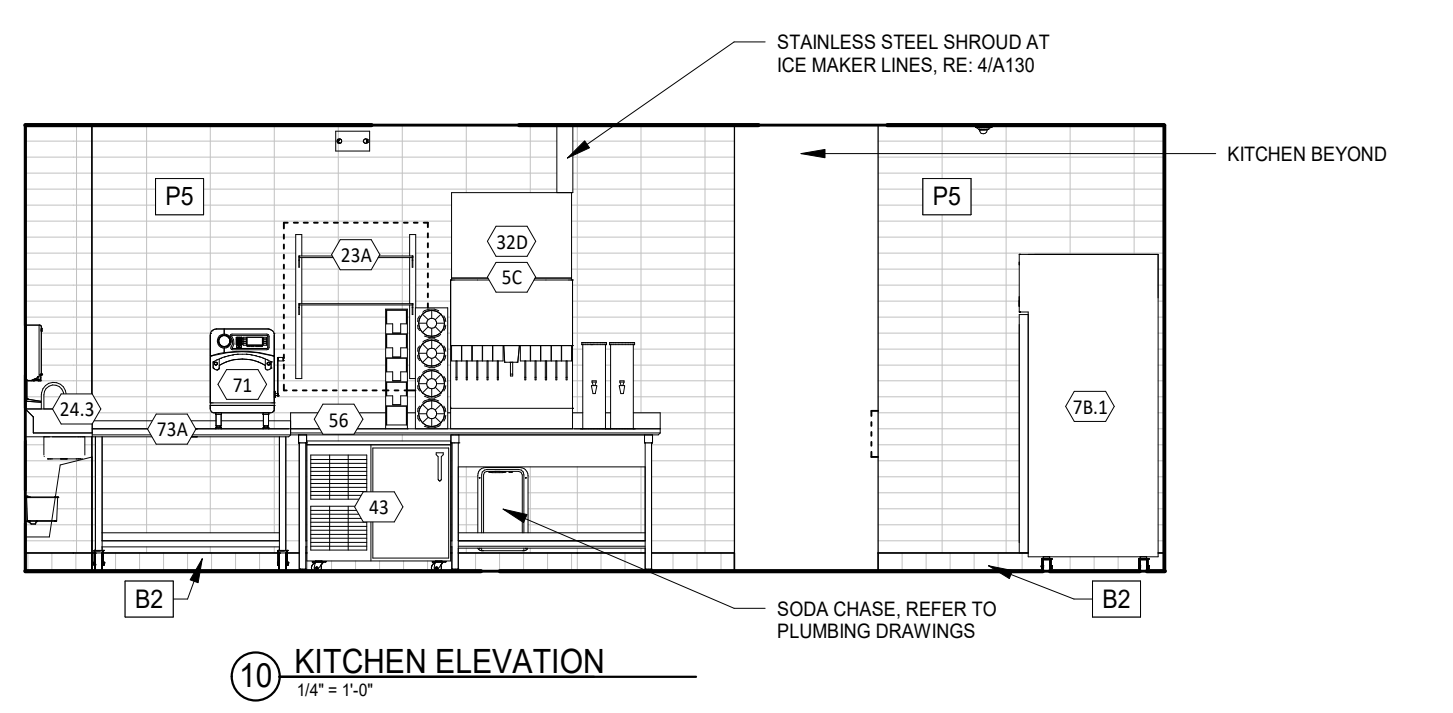 STAINLESS STEEL SHROUD AT
ICE MAKER LINES, RE: 4/A130
KITCHEN BEYOND
P5
P5
32D
23A
5C
71
7B.1
24.3
56
73A
43
B2
B2
SODA CHASE, REFER TO
PLUMBING DRAWINGS
10 KITCHEN ELEVATION
1/4" = 1'-0"